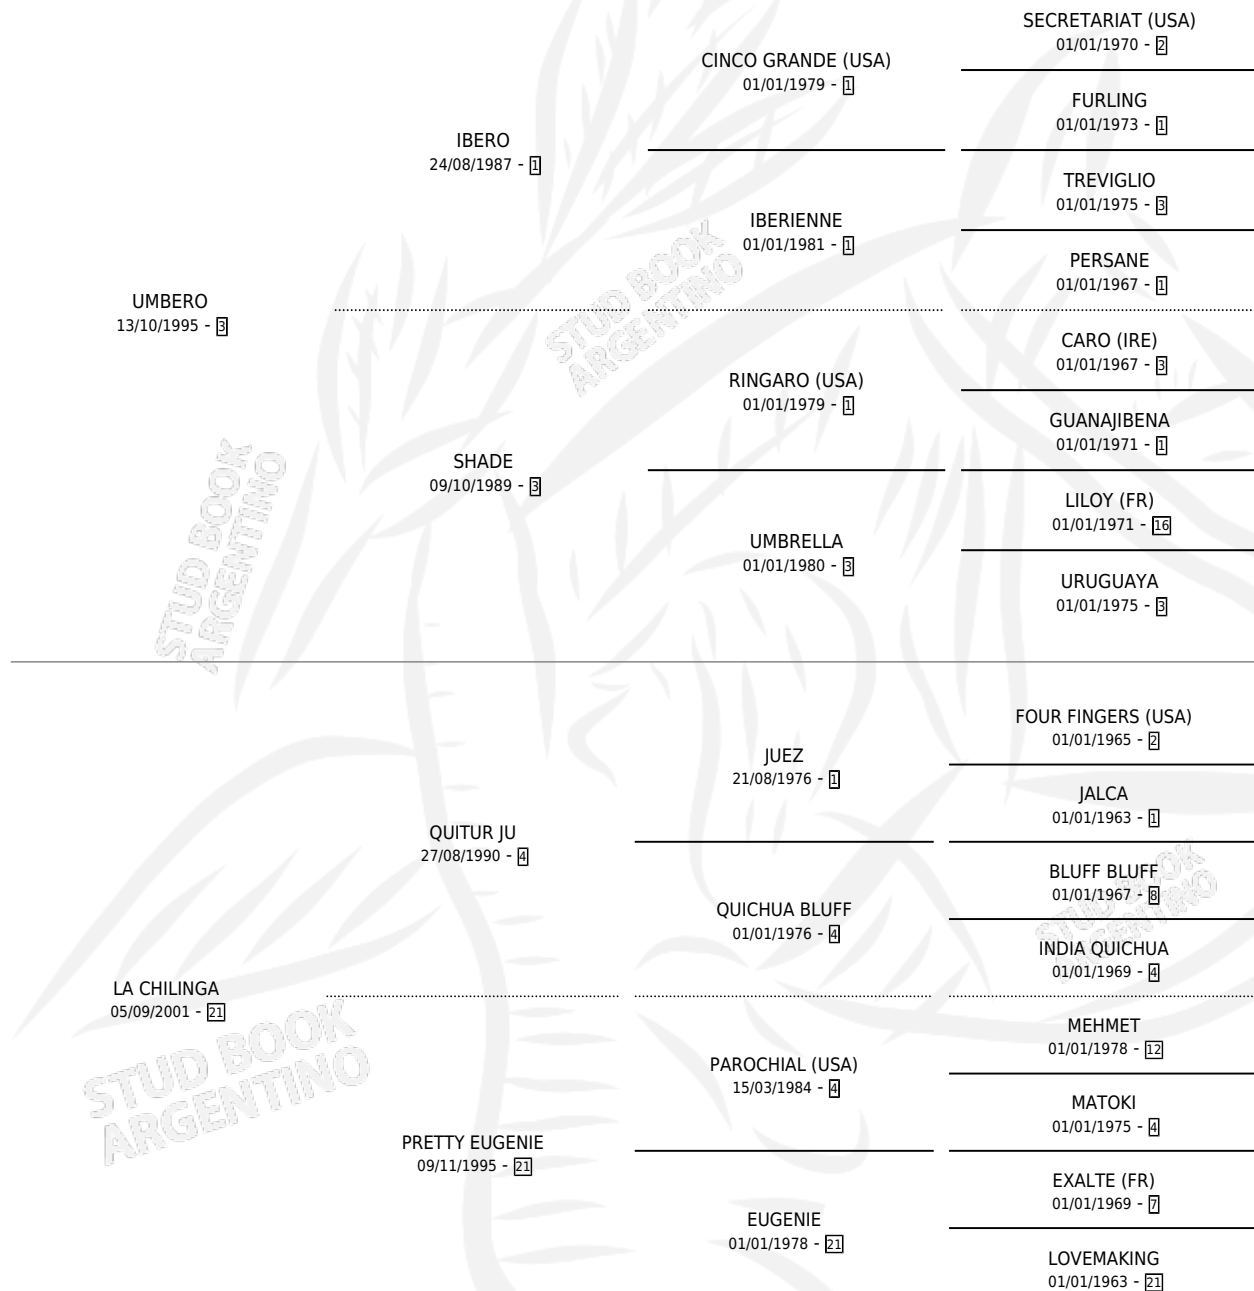 SECRETARIAT (USA)
01/01/1970 - 2
CINCO GRANDE (USA)
01/01/1979 - 1
FURLING
01/01/1973 - 1
IBERO
24/08/1987 - 1
TREVIGLIO
01/01/1975 - 3
IBERIENNE
01/01/1981 - 1
PERSANE
01/01/1967 - 1
UMBERO
13/10/1995 - 3
CARO (IRE)
01/01/1967 - 3
RINGARO (USA)
01/01/1979 - 1
GUANAJIBENA
01/01/1971 - 1
SHADE
09/10/1989 - 3
LILOY (FR)
01/01/1971 - 16
UMBRELLA
01/01/1980 - 3
URUGUAYA
01/01/1975 - 3
FOUR FINGERS (USA)
01/01/1965 - 2
JUEZ
21/08/1976 - 1
JALCA
01/01/1963 - 1
QUITUR JU
27/08/1990 - 4
BLUFF BLUFF
01/01/1967 - 8
QUICHUA BLUFF
01/01/1976 - 4
INDIA QUICHUA
01/01/1969 - 4
LA CHILINGA
05/09/2001 - 21
MEHMET
01/01/1978 - 12
PAROCHIAL (USA)
15/03/1984 - 4
MATOKI
01/01/1975 - 4
PRETTY EUGENIE
09/11/1995 - 21
EXALTE (FR)
01/01/1969 - 7
EUGENIE
01/01/1978 - 21
LOVEMAKING
01/01/1963 - 21
STUD BOOK
ARGENTINO
STUD BOOK
ARGENTINO
STUD BOOK
ARGENTINO
STUD BOOK
ARGENTINO